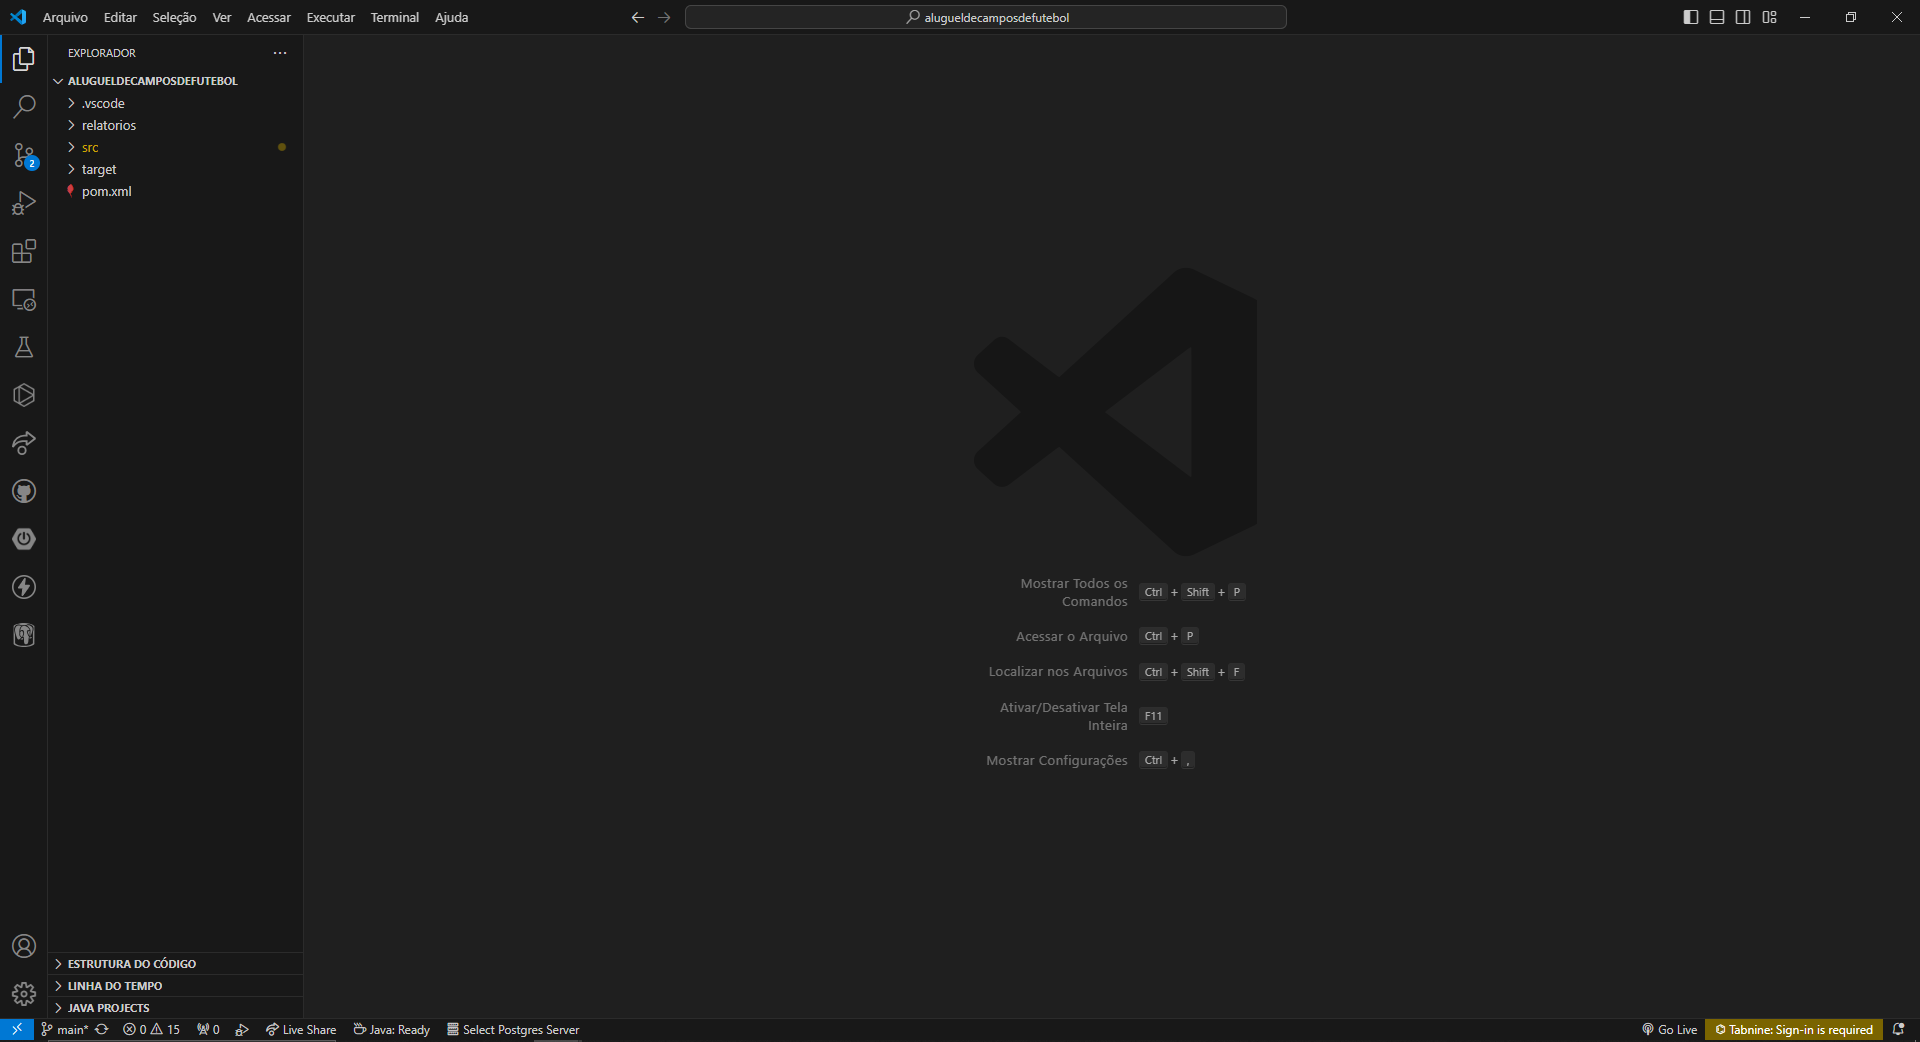 Arquivo Editar Seleção Ver Acessar Executar Terminal Ajuda
alugueldecamposdefutebol
EXPLORADOR
ALUGUELDECAMPOSDEFUTEBOL
.vscode
relatorios
src
target
pom.xml
2
Mostrar Todos os
Comandos
Ctrl + Shift + P
Acessar o Arquivo Ctrl + P
Localizar nos Arquivos Ctrl + Shift + F
Ativar/Desativar Tela
Inteira
F11
Mostrar Configurações Ctrl + ,
ESTRUTURA DO CÓDIGO
LINHA DO TEMPO
JAVA PROJECTS
main* 0 15 0 Live Share Java: Ready Select Postgres Server Go Live Tabnine: Sign-in is required